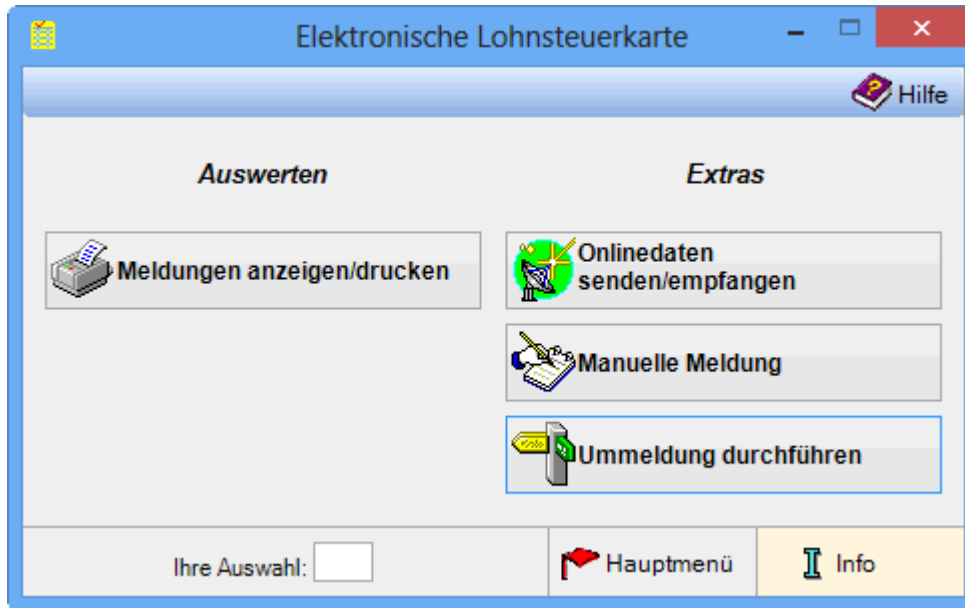 Elektronische Lohnsteuerkarte
Hilfe
Auswerten
Meldungen anzeigen/drucken
Extras
Onlinedaten
senden/empfangen
Manuelle Meldung
Ummeldung durchführen
Ihre Auswahl:
Hauptmenü
Info